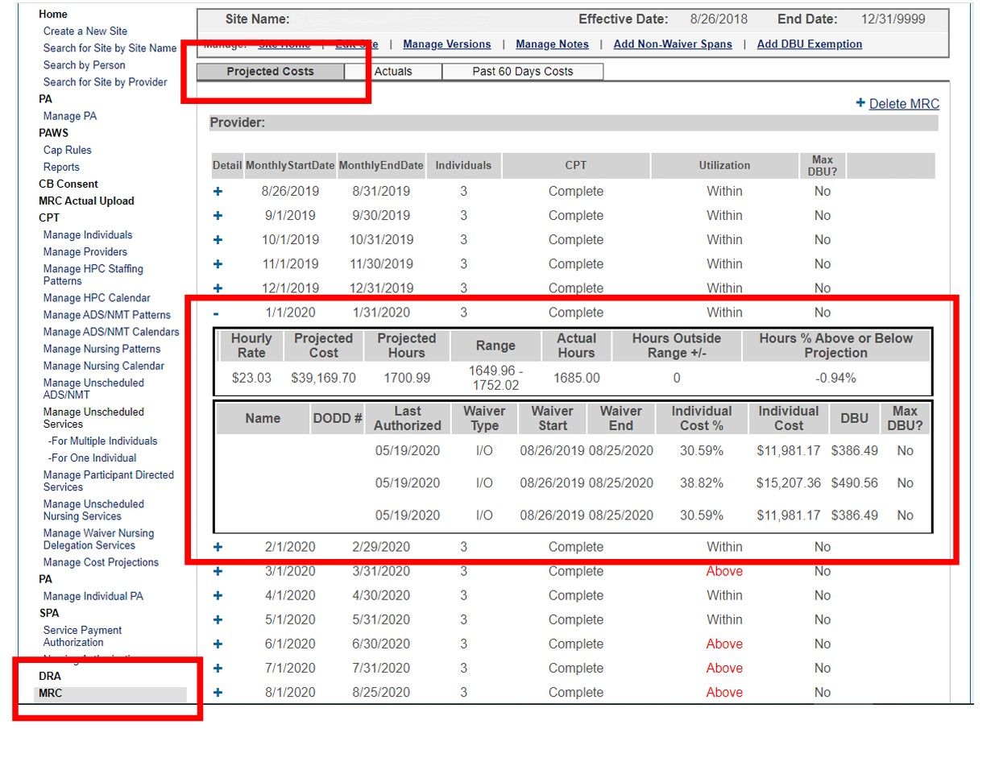 Home
Create a New Site
Search for Site by Site Name
Search by Person
Search for Site by Provider
PA
Manage PA
PAWS
Cap Rules
Reports
CB Consent
MRC Actual Upload
CPT
Manage Individuals
Manage Providers
Manage HPC Staffing
Patterns
Manage HPC Calendar
Manage ADS/NMT Patterns
Manage ADS/NMT Calendars
Manage Nursing Patterns
Manage Nursing Calendar
Manage Unscheduled
ADS/NMT
Manage Unscheduled
Services
-For Multiple Individuals
-For One Individual
Manage Participant Directed
Services
Manage Unscheduled
Nursing Services
Manage Waiver Nursing
Delegation Services
Manage Cost Projections
PA
Manage Individual PA
SPA
Service Payment
Authorization
DRA
MRC
Site Name: Effective Date: 8/26/2018 End Date: 12/31/9999
Manage: Site Home | Edit Site | Manage Versions | Manage Notes | Add Non-Waiver Spans | Add DBU Exemption
Projected Costs Actuals Past 60 Days Costs
+ Delete MRC
Provider:
Detail MonthlyStartDate MonthlyEndDate Individuals CPT Utilization Max DBU?
+ 8/26/2019 8/31/2019 3 Complete Within No
+ 9/1/2019 9/30/2019 3 Complete Within No
+ 10/1/2019 10/31/2019 3 Complete Within No
+ 11/1/2019 11/30/2019 3 Complete Within No
+ 12/1/2019 12/31/2019 3 Complete Within No
- 1/1/2020 1/31/2020 3 Complete Within No
Hourly Projected Projected Range Actual Hours Outside Hours % Above or Below
Rate Cost Hours Hours Range +/- Projection
$23.03 $39,169.70 1700.99 1649.96 - 1752.02 1685.00 0 -0.94%
Name DODD # Last Authorized Waiver Type Waiver Start Waiver End Individual Cost % Individual Cost DBU Max DBU?
05/19/2020 I/O 08/26/2019 08/25/2020 30.59% $11,981.17 $386.49 No
05/19/2020 I/O 08/26/2019 08/25/2020 38.82% $15,207.36 $490.56 No
05/19/2020 I/O 08/26/2019 08/25/2020 30.59% $11,981.17 $386.49 No
+ 2/1/2020 2/29/2020 3 Complete Within No
+ 3/1/2020 3/31/2020 3 Complete Above No
+ 4/1/2020 4/30/2020 3 Complete Within No
+ 5/1/2020 5/31/2020 3 Complete Within No
+ 6/1/2020 6/30/2020 3 Complete Above No
+ 7/1/2020 7/31/2020 3 Complete Above No
+ 8/1/2020 8/25/2020 3 Complete Above No